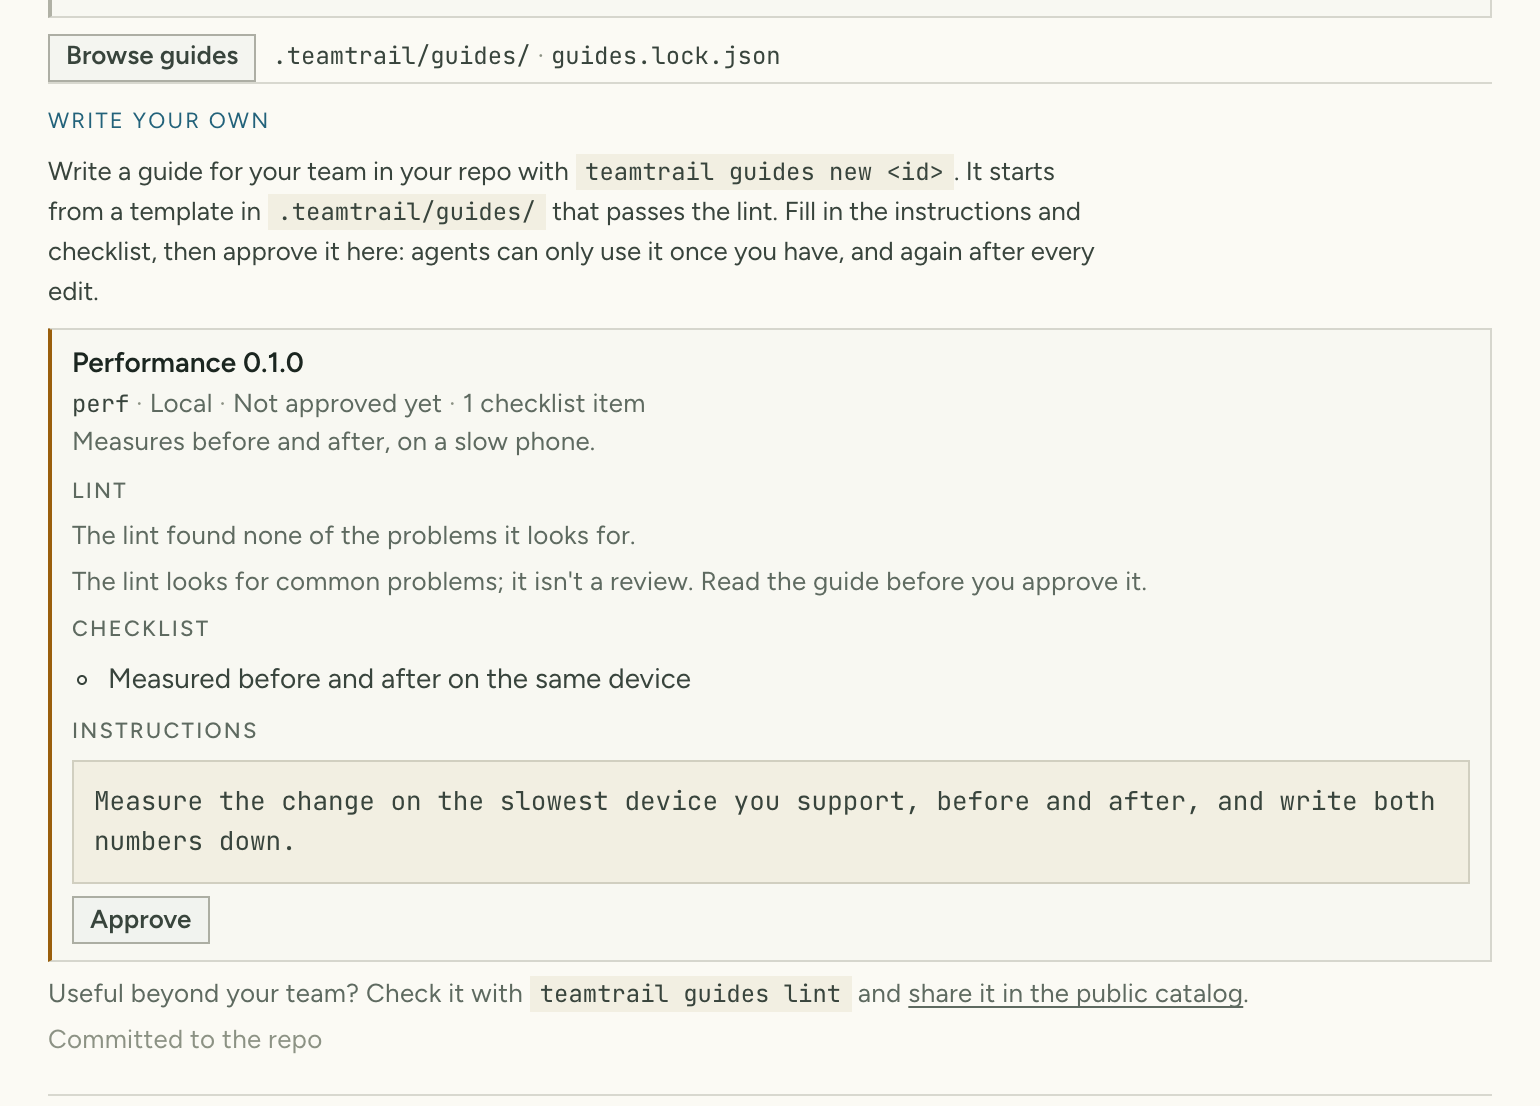 Browse guides .teamtrail/guides/ · guides.lock.json
WRITE YOUR OWN
Write a guide for your team in your repo with teamtrail guides new <id>. It starts
from a template in .teamtrail/guides/ that passes the lint. Fill in the instructions and
checklist, then approve it here: agents can only use it once you have, and again after every
edit.
Performance 0.1.0
perf · Local · Not approved yet · 1 checklist item
Measures before and after, on a slow phone.
LINT
The lint found none of the problems it looks for.
The lint looks for common problems; it isn't a review. Read the guide before you approve it.
CHECKLIST
Measured before and after on the same device
INSTRUCTIONS
Measure the change on the slowest device you support, before and after, and write both
numbers down.
Approve
Useful beyond your team? Check it with teamtrail guides lint and share it in the public catalog.
Committed to the repo